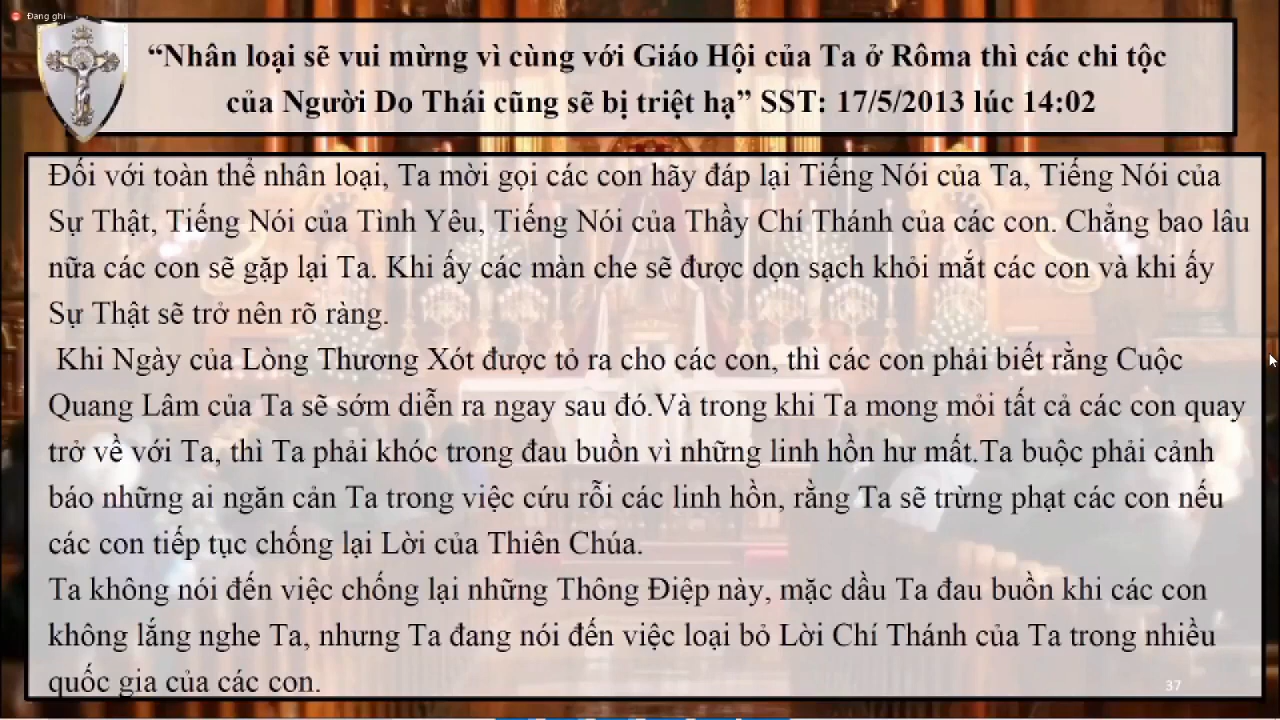 Đang ghi
“Nhân loại sẽ vui mừng vì cùng với Giáo Hội của Ta ở Rôma thì các chi tộc
của Người Do Thái cũng sẽ bị triệt hạ” SST: 17/5/2013 lúc 14:02
Đối với toàn thể nhân loại, Ta mời gọi các con hãy đáp lại Tiếng Nói của Ta, Tiếng Nói của
Sự Thật, Tiếng Nói của Tình Yêu, Tiếng Nói của Thầy Chí Thánh của các con. Chẳng bao lâu
nữa các con sẽ gặp lại Ta. Khi ấy các màn che sẽ được dọn sạch khỏi mắt các con và khi ấy
Sự Thật sẽ trở nên rõ ràng.
Khi Ngày của Lòng Thương Xót được tỏ ra cho các con, thì các con phải biết rằng Cuộc
Quang Lâm của Ta sẽ sớm diễn ra ngay sau đó.Và trong khi Ta mong mỏi tất cả các con quay
trở về với Ta, thì Ta phải khóc trong đau buồn vì những linh hồn hư mất.Ta buộc phải cảnh
báo những ai ngăn cản Ta trong việc cứu rỗi các linh hồn, rằng Ta sẽ trừng phạt các con nếu
các con tiếp tục chống lại Lời của Thiên Chúa.
Ta không nói đến việc chống lại những Thông Điệp này, mặc dầu Ta đau buồn khi các con
không lắng nghe Ta, nhưng Ta đang nói đến việc loại bỏ Lời Chí Thánh của Ta trong nhiều
quốc gia của các con.
37